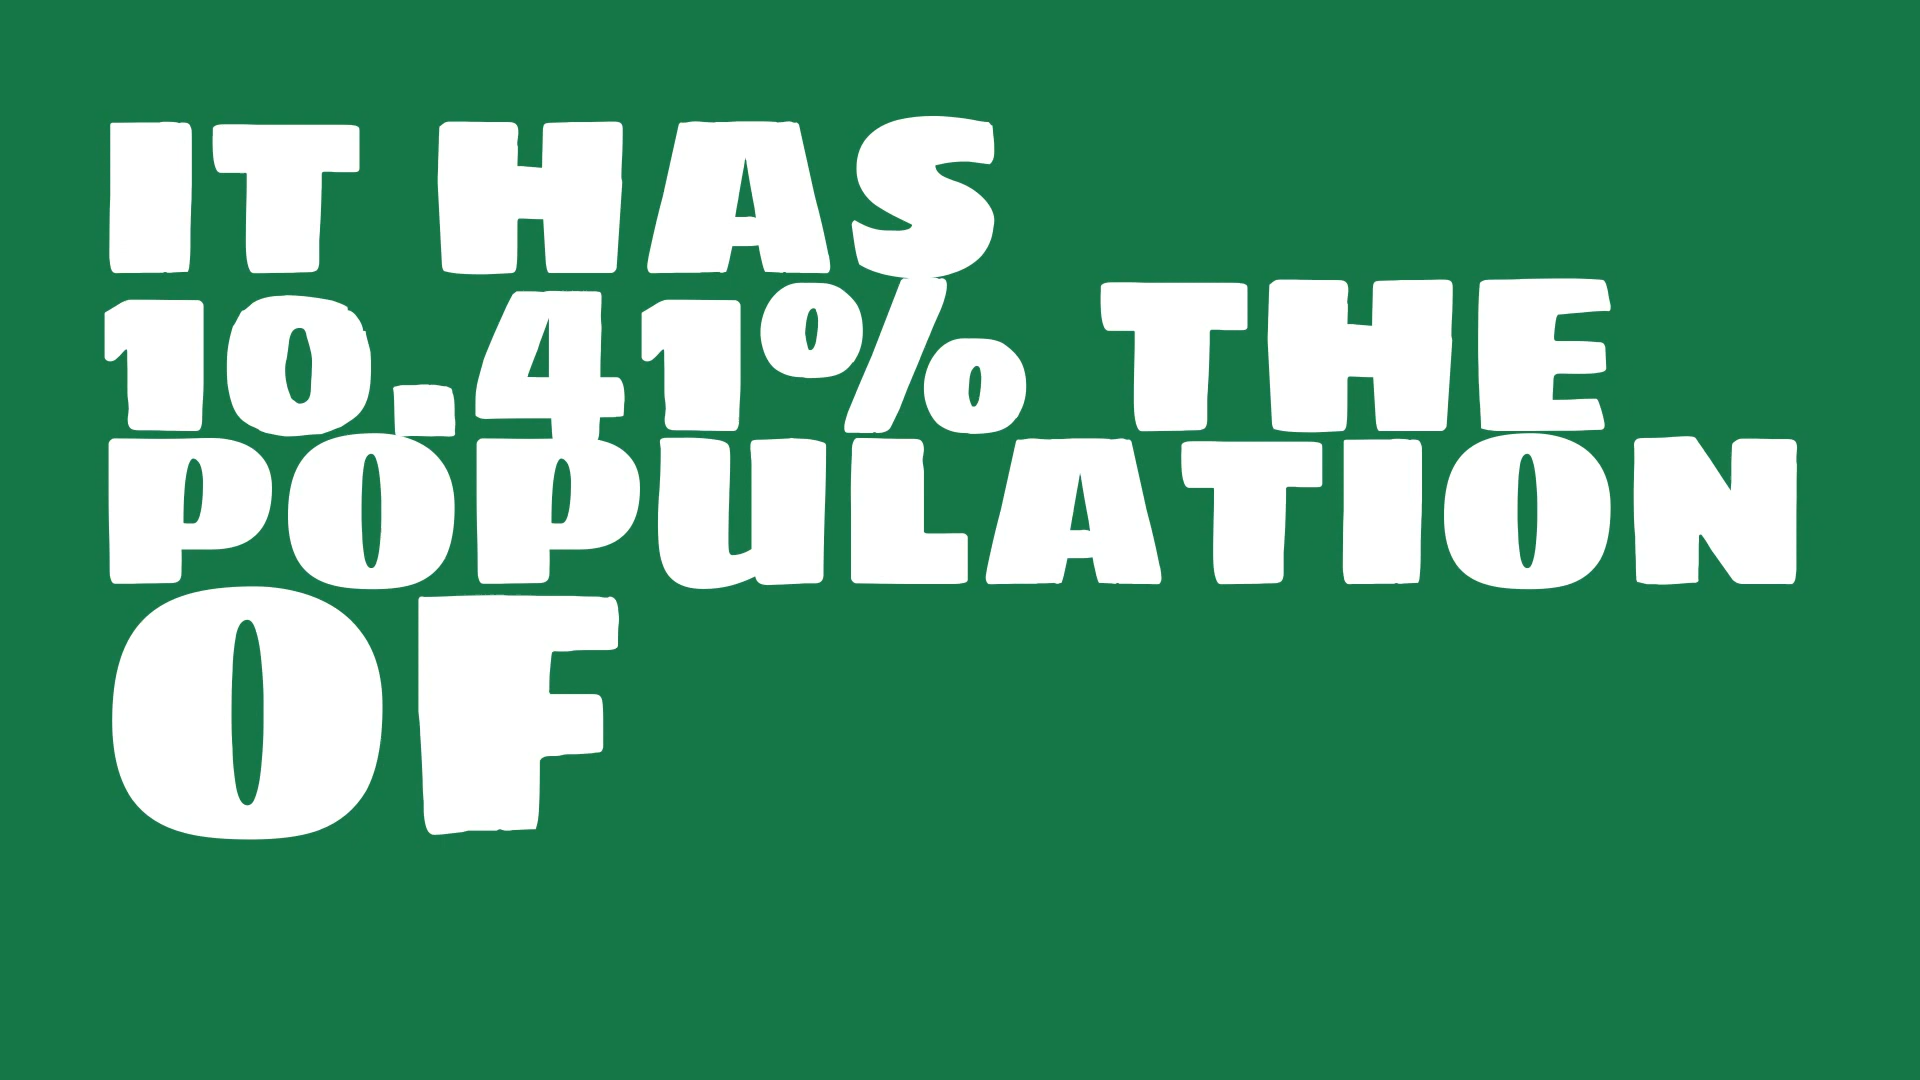 IT HAS
10.41% THE
POPULATION
OF